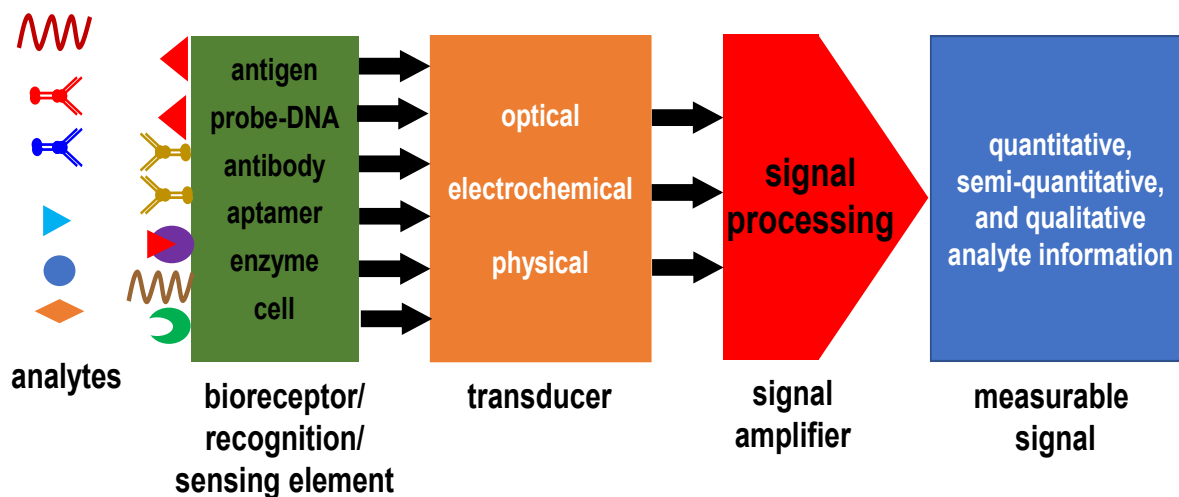 antigen
probe-DNA
antibody
aptamer
enzyme
cell
optical
electrochemical
physical
signal
processing
quantitative,
semi-quantitative,
and qualitative
analyte information
analytes
bioreceptor/
recognition/
sensing element
transducer
signal
amplifier
measurable
signal